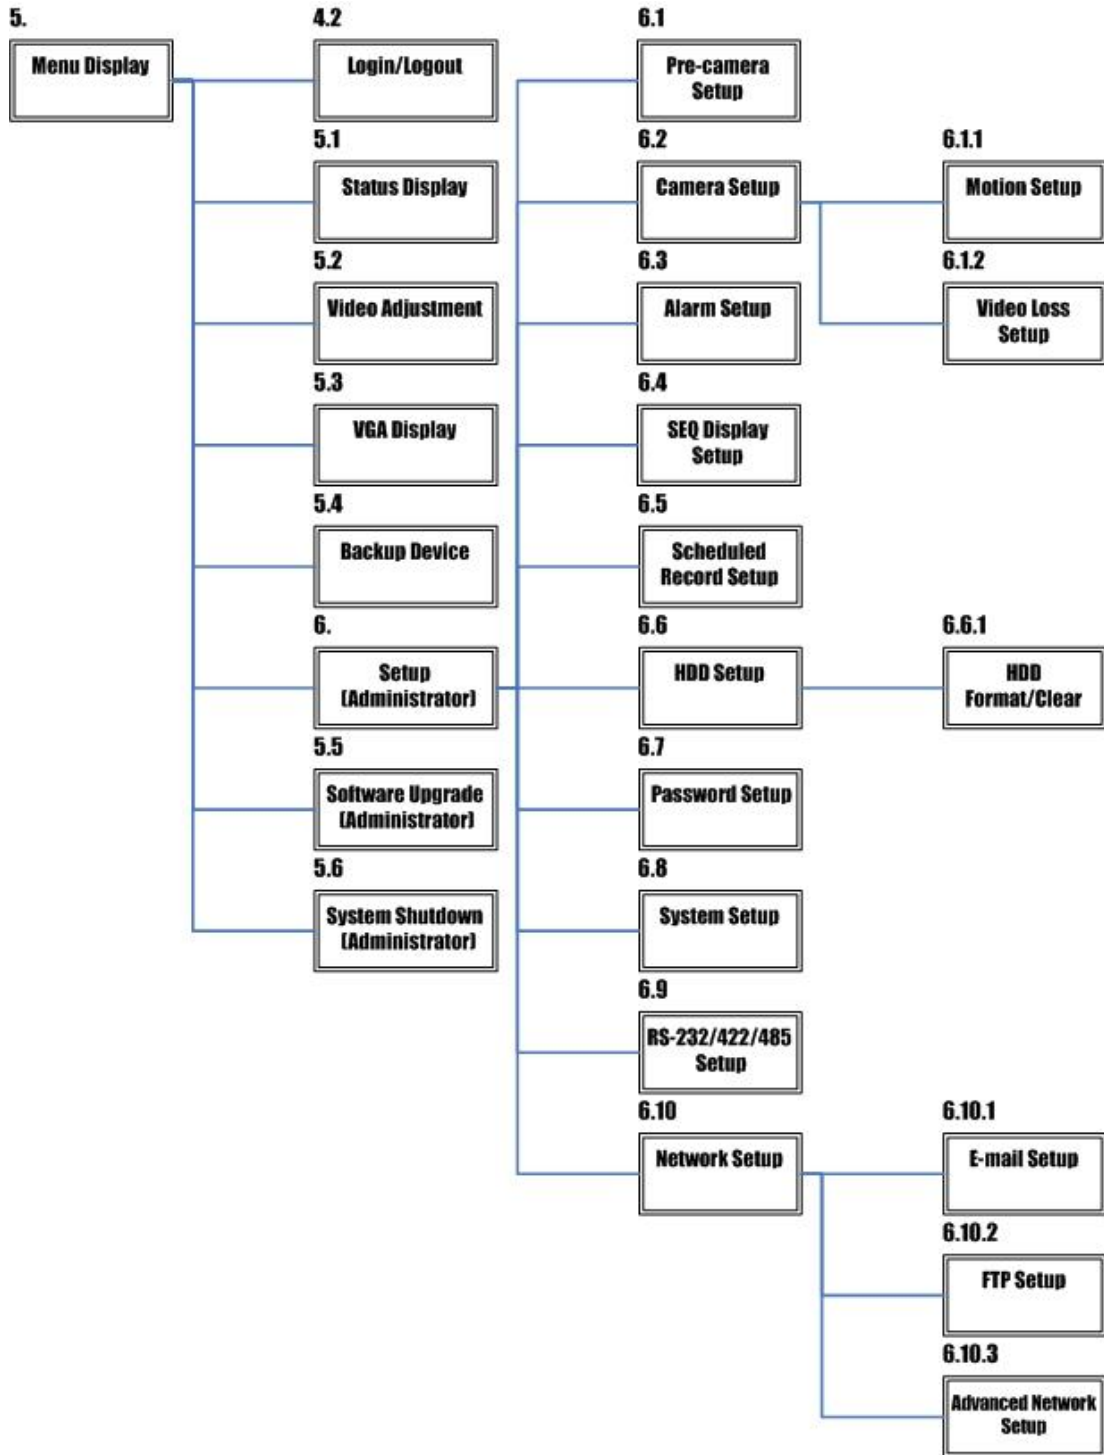 5.
Menu Display
4.2
Login/Logout
5.1
Status Display
5.2
Video Adjustment
5.3
VGA Display
5.4
Backup Device
6.
Setup
(Administrator)
5.5
Software Upgrade
(Administrator)
5.6
System Shutdown
(Administrator)
6.1
Pre-camera
Setup
6.2
Camera Setup
6.3
Alarm Setup
6.4
SEQ Display
Setup
6.5
Scheduled
Record Setup
6.6
HDD Setup
6.7
Password Setup
6.8
System Setup
6.9
RS-232/422/485
Setup
6.10
Network Setup
6.1.1
Motion Setup
6.1.2
Video Loss
Setup
6.6.1
HDD
Format/Clear
6.10.1
E-mail Setup
6.10.2
FTP Setup
6.10.3
Advanced Network
Setup